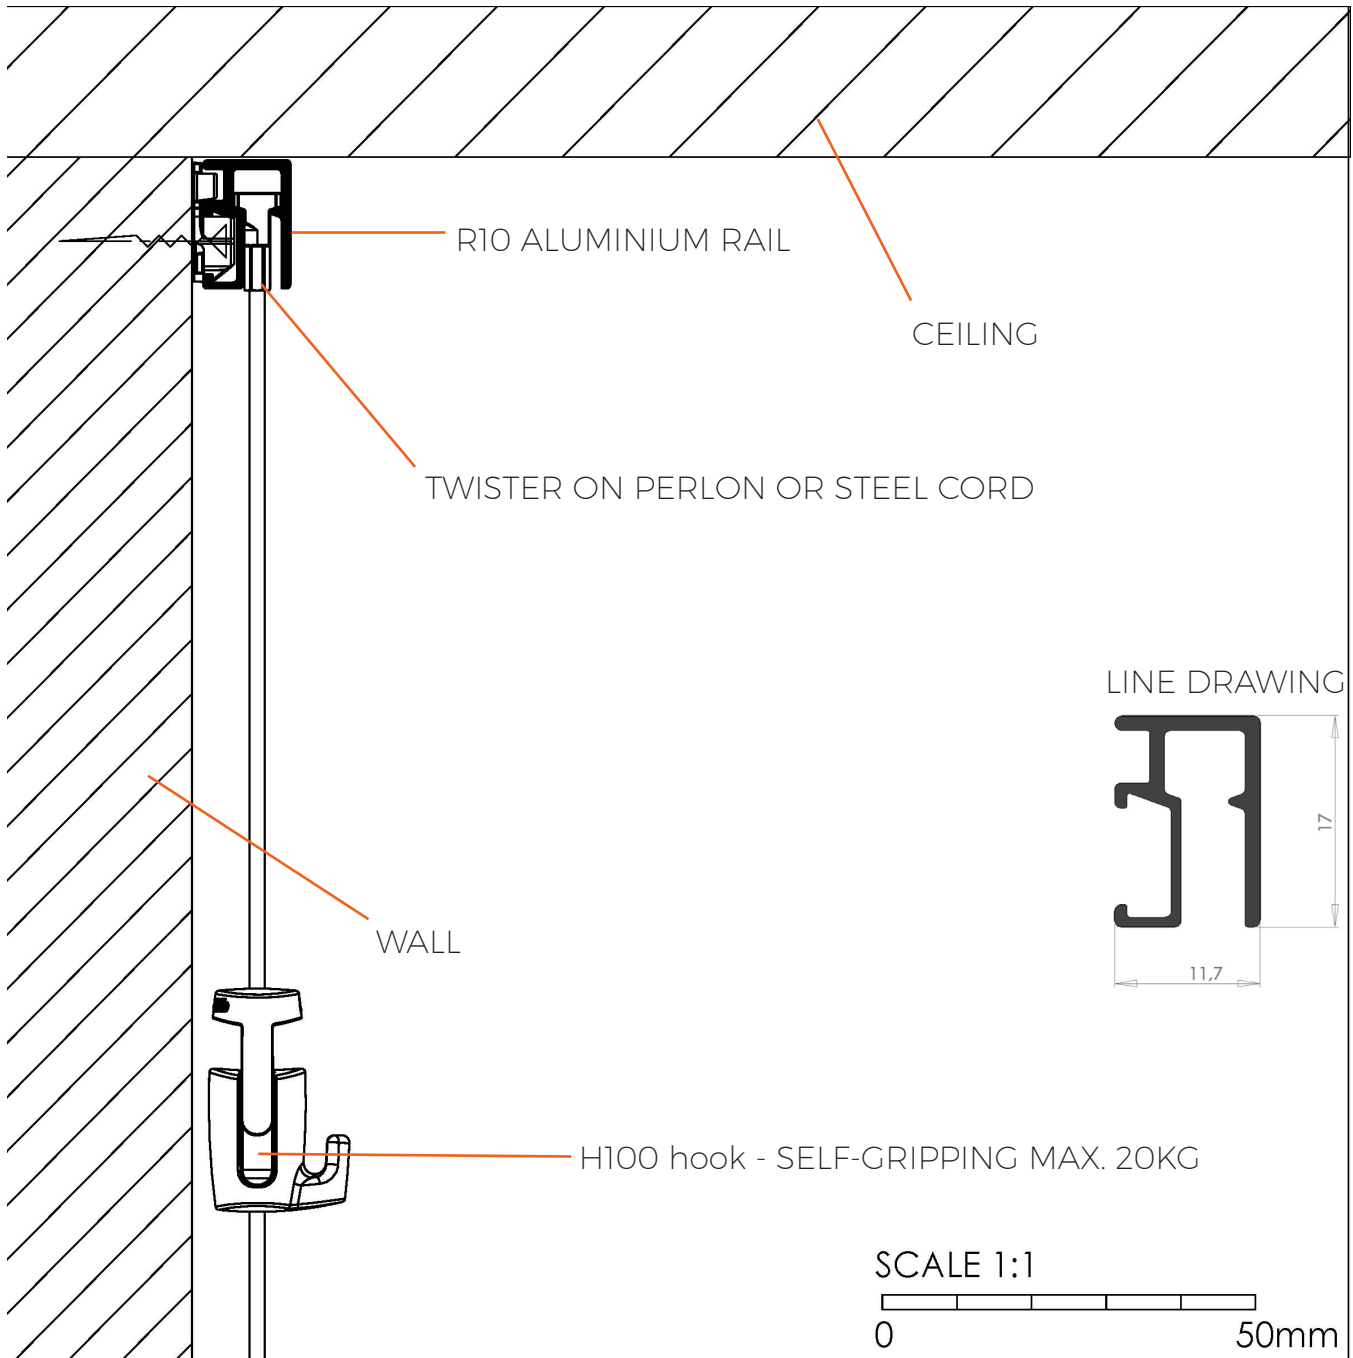 R10 ALUMINIUM RAIL
CEILING
TWISTER ON PERLON OR STEEL CORD
LINE DRAWING
17
11,7
WALL
H100 hook - SELF-GRIPPING MAX. 20KG
SCALE 1:1
0 50mm